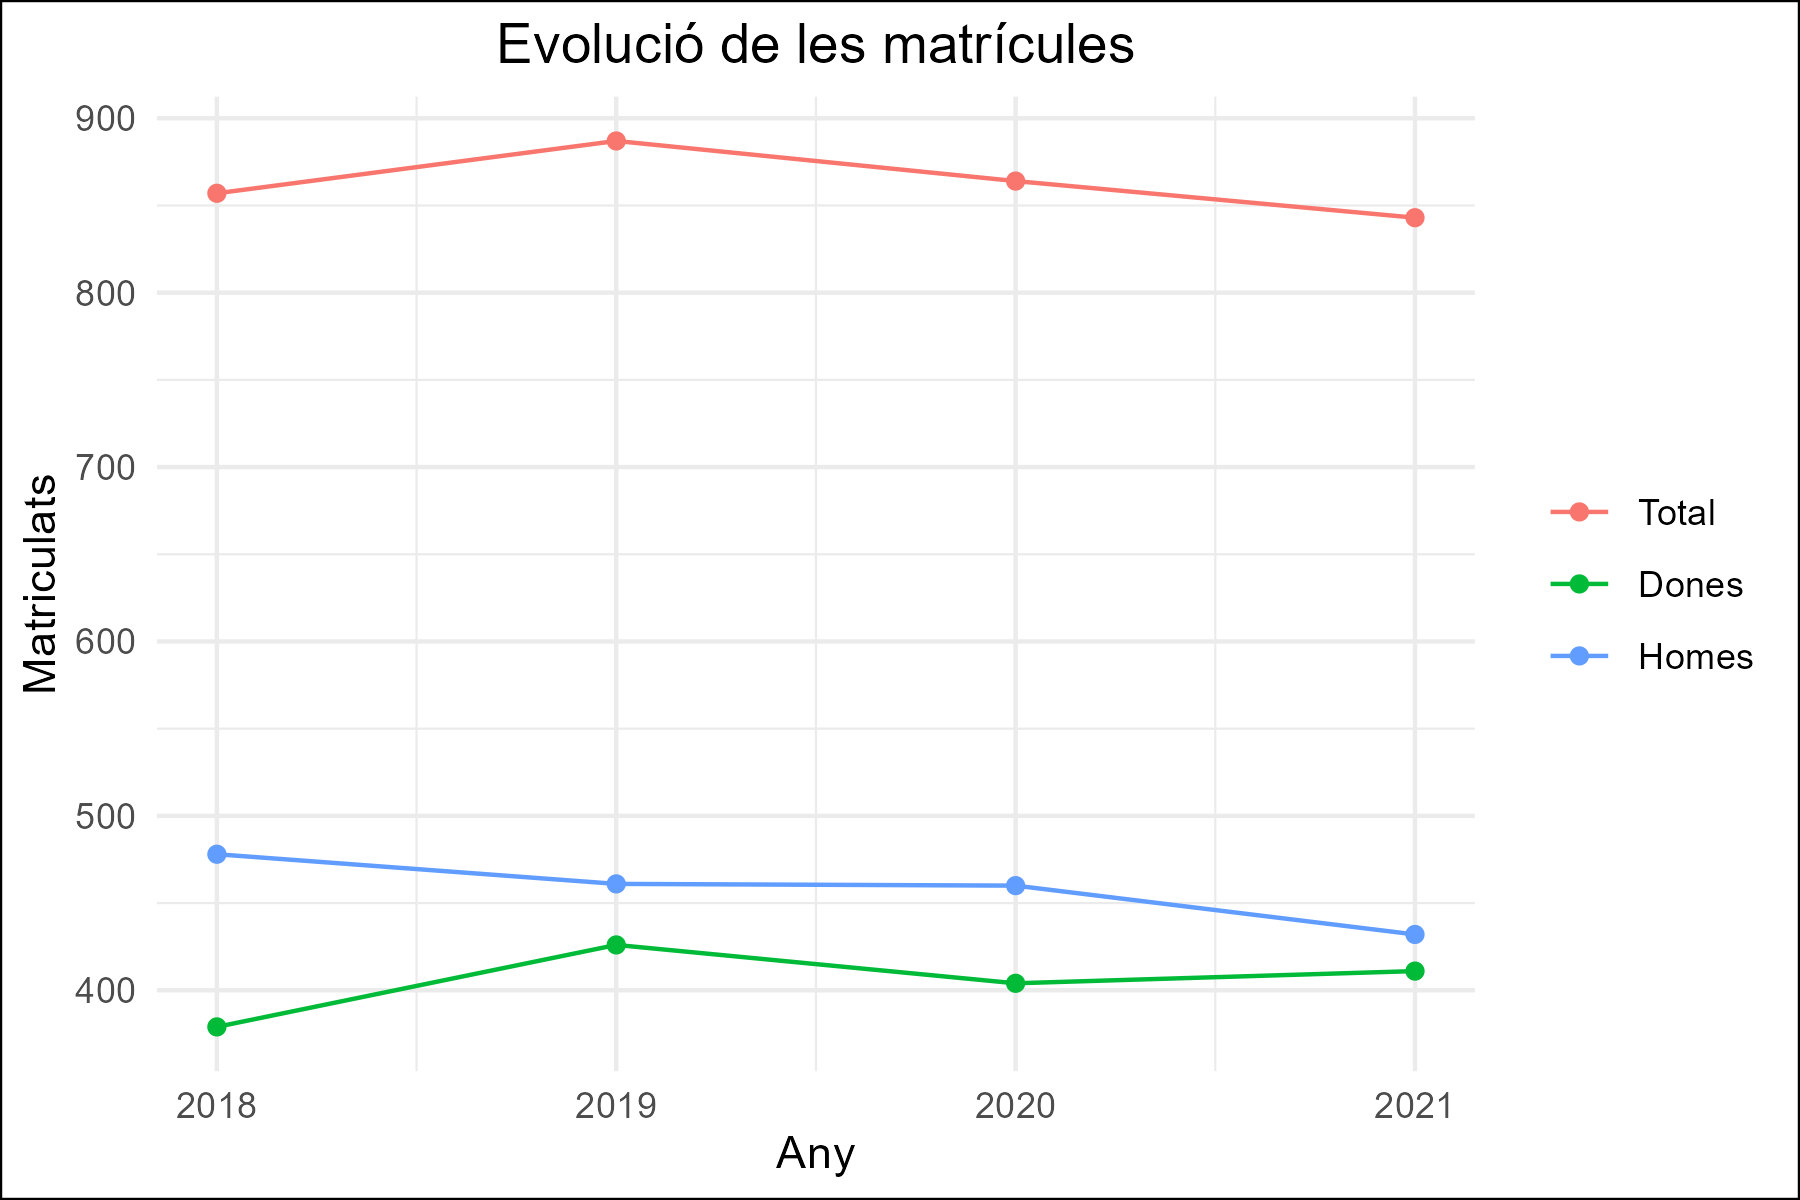 Evolució de les matrícules
900
800
700
600
500
400
Matriculats
2018 2019 2020 2021
Any
Total
Dones
Homes